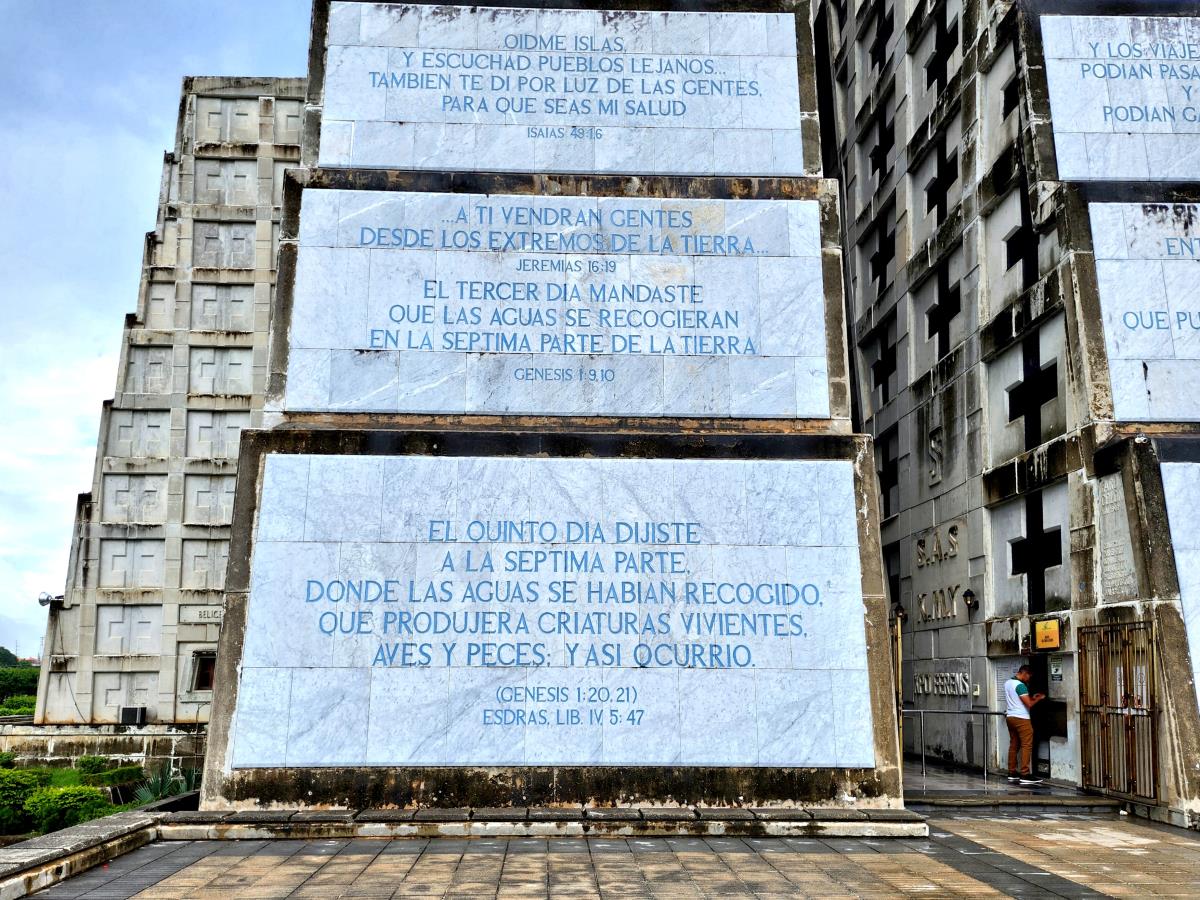 OIDME ISLAS,
Y ESCUCHAD PUEBLOS LEJANOS...
TAMBIEN TE DI POR LUZ DE LAS GENTES,
PARA QUE SEAS MI SALUD
ISAIAS 49:1.6
...A TI VENDRAN GENTES
DESDE LOS EXTREMOS DE LA TIERRA...
JEREMIAS 16:19
EL TERCER DIA MANDASTE
QUE LAS AGUAS SE RECOGIERAN
EN LA SEPTIMA PARTE DE LA TIERRA
GENESIS 1:9,10
EL QUINTO DIA DIJISTE
A LA SEPTIMA PARTE,
DONDE LAS AGUAS SE HABIAN RECOGIDO,
QUE PRODUJERA CRIATURAS VIVIENTES,
AVES Y PECES; Y ASI OCURRIO.
(GENESIS 1:20.21)
ESDRAS, LIB. IV, 5: 47
BELICE
Y LOS VIAJE
PODIAN PASA
Y
PODIAN GA
ENT
QUE PU
S
S.A.S
X.M.Y
XPO FERENS